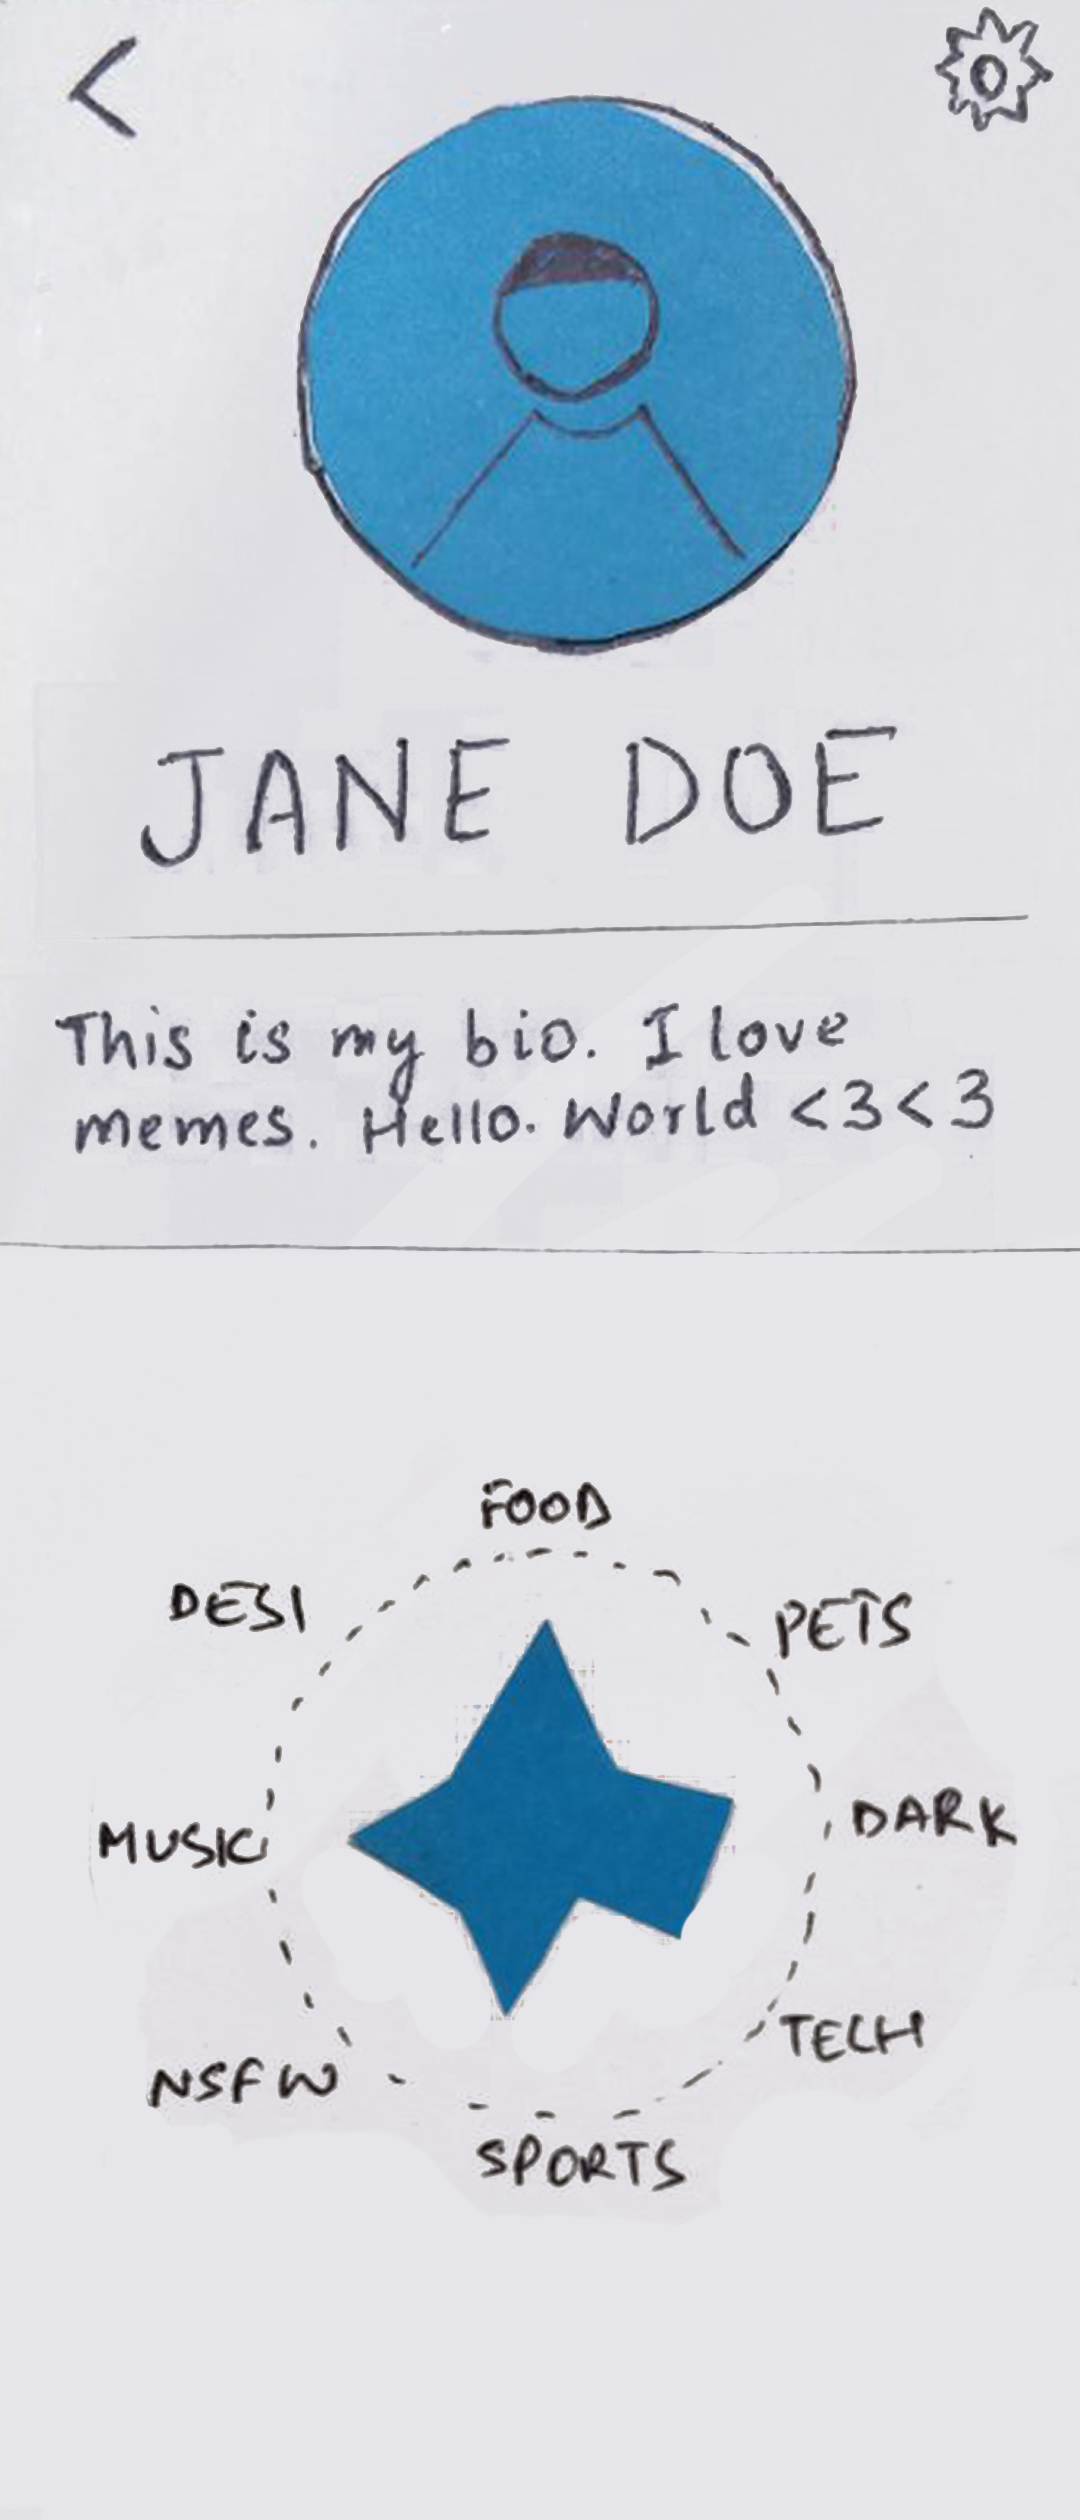 JANE DOE
This is my bio. I love
memes. Hello. World <3<3
FOOD
DESI
PETS
MUSIC
DARK
TECH
NSFW
SPORTS